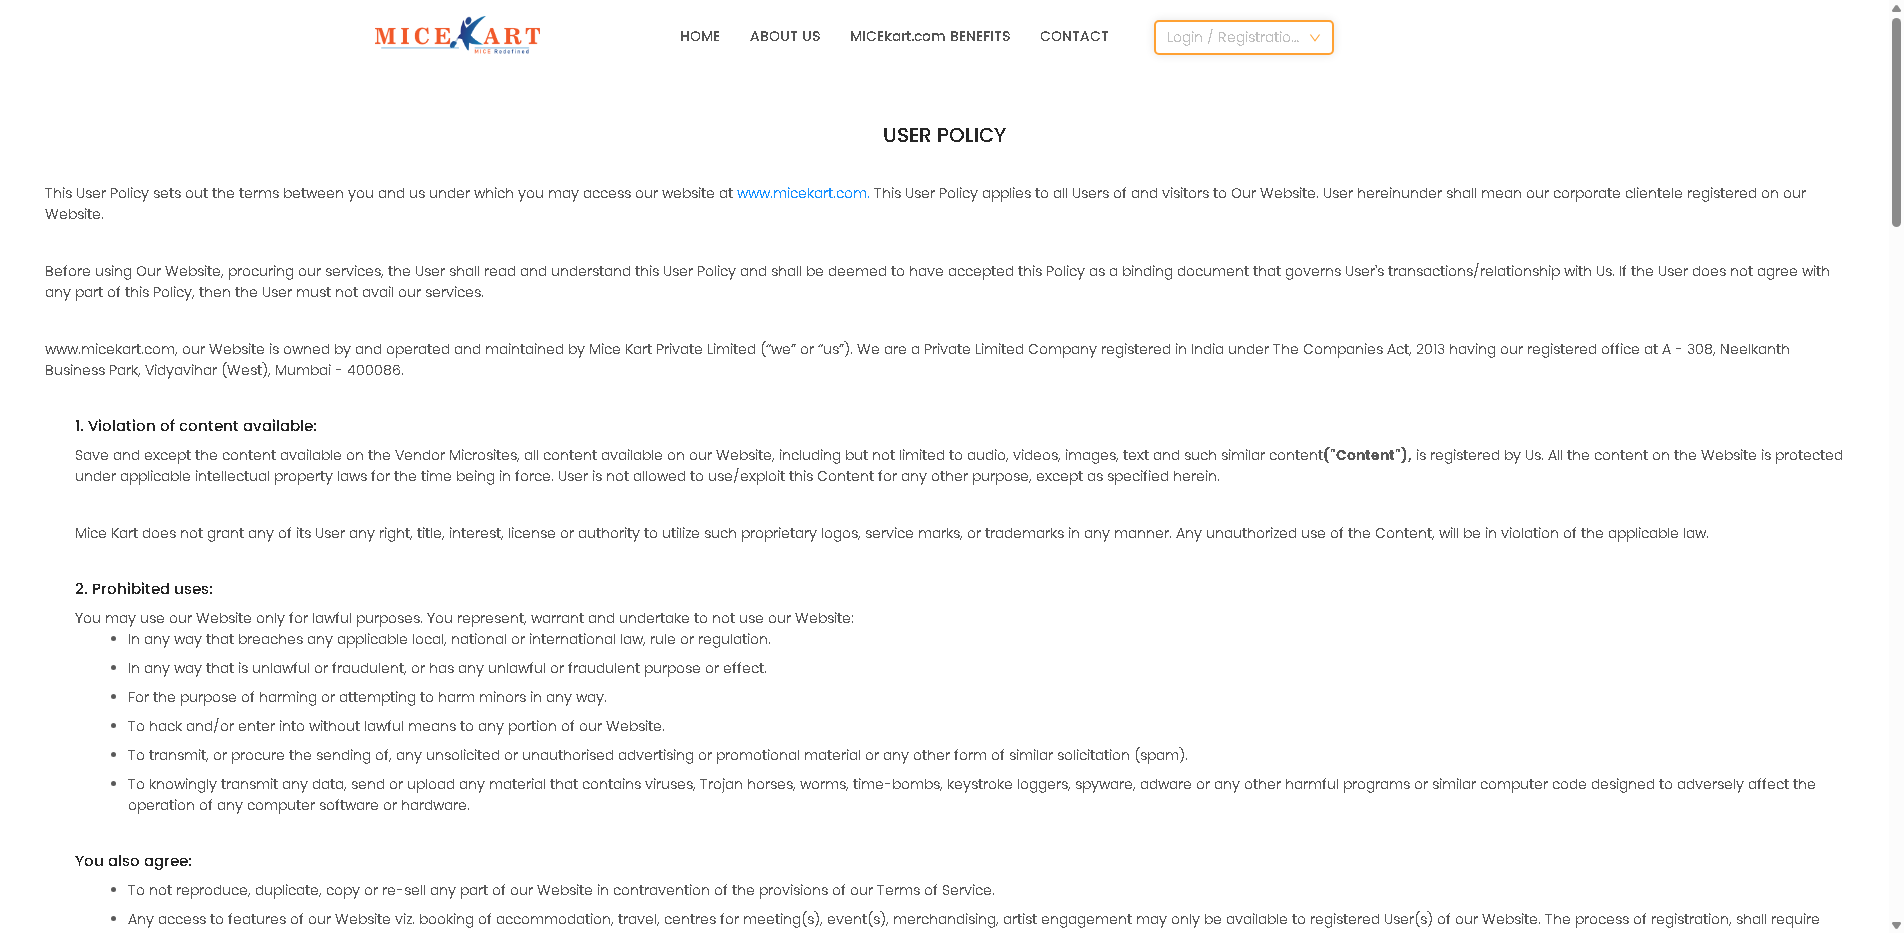 MICEKART
MICE Redefined
HOME
ABOUT US
MICEkart.com BENEFITS
CONTACT
Login / Registratio...
USER POLICY
This User Policy sets out the terms between you and us under which you may access our website at www.micekart.com. This User Policy applies to all Users of and visitors to Our Website. User hereinunder shall mean our corporate clientele registered on our
Website.
Before using Our Website, procuring our services, the User shall read and understand this User Policy and shall be deemed to have accepted this Policy as a binding document that governs User's transactions/relationship with Us. If the User does not agree with
any part of this Policy, then the User must not avail our services.
www.micekart.com, our Website is owned by and operated and maintained by Mice Kart Private Limited (“we” or “us”). We are a Private Limited Company registered in India under The Companies Act, 2013 having our registered office at A - 308, Neelkanth
Business Park, Vidyavihar (West), Mumbai - 400086.
1. Violation of content available:
Save and except the content available on the Vendor Microsites, all content available on our Website, including but not limited to audio, videos, images, text and such similar content("Content"), is registered by Us. All the content on the Website is protected
under applicable intellectual property laws for the time being in force. User is not allowed to use/exploit this Content for any other purpose, except as specified herein.
Mice Kart does not grant any of its User any right, title, interest, license or authority to utilize such proprietary logos, service marks, or trademarks in any manner. Any unauthorized use of the Content, will be in violation of the applicable law.
2. Prohibited uses:
You may use our Website only for lawful purposes. You represent, warrant and undertake to not use our Website:
• In any way that breaches any applicable local, national or international law, rule or regulation.
• In any way that is unlawful or fraudulent, or has any unlawful or fraudulent purpose or effect.
• For the purpose of harming or attempting to harm minors in any way.
• To hack and/or enter into without lawful means to any portion of our Website.
• To transmit, or procure the sending of, any unsolicited or unauthorised advertising or promotional material or any other form of similar solicitation (spam).
• To knowingly transmit any data, send or upload any material that contains viruses, Trojan horses, worms, time-bombs, keystroke loggers, spyware, adware or any other harmful programs or similar computer code designed to adversely affect the
operation of any computer software or hardware.
You also agree:
• To not reproduce, duplicate, copy or re-sell any part of our Website in contravention of the provisions of our Terms of Service.
• Any access to features of our Website viz. booking of accommodation, travel, centres for meeting(s), event(s), merchandising, artist engagement may only be available to registered User(s) of our Website. The process of registration, shall require